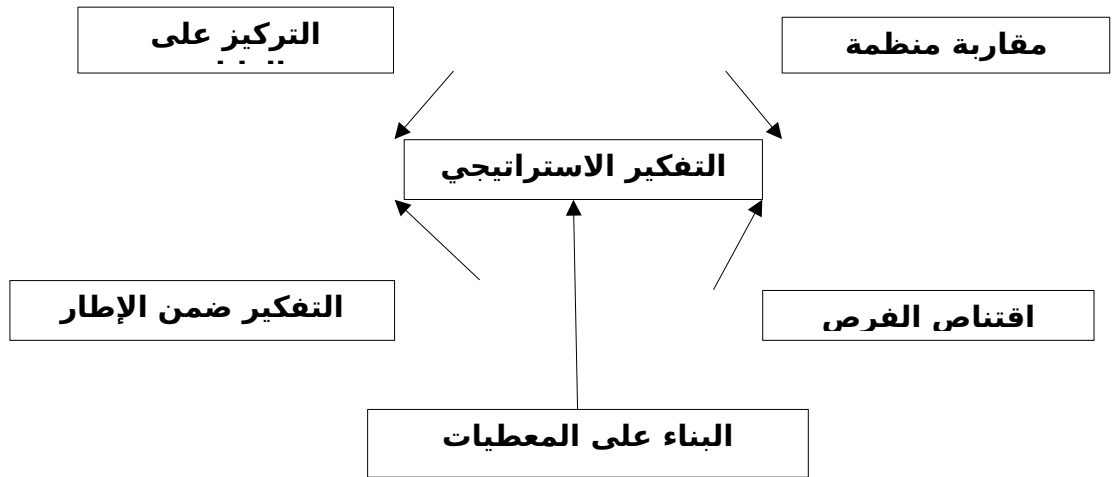 مقاربة منظمة
التركيز على
التفكير الاستراتيجي
اقتناص الفرص
التفكير ضمن الإطار
البناء على المعطيات